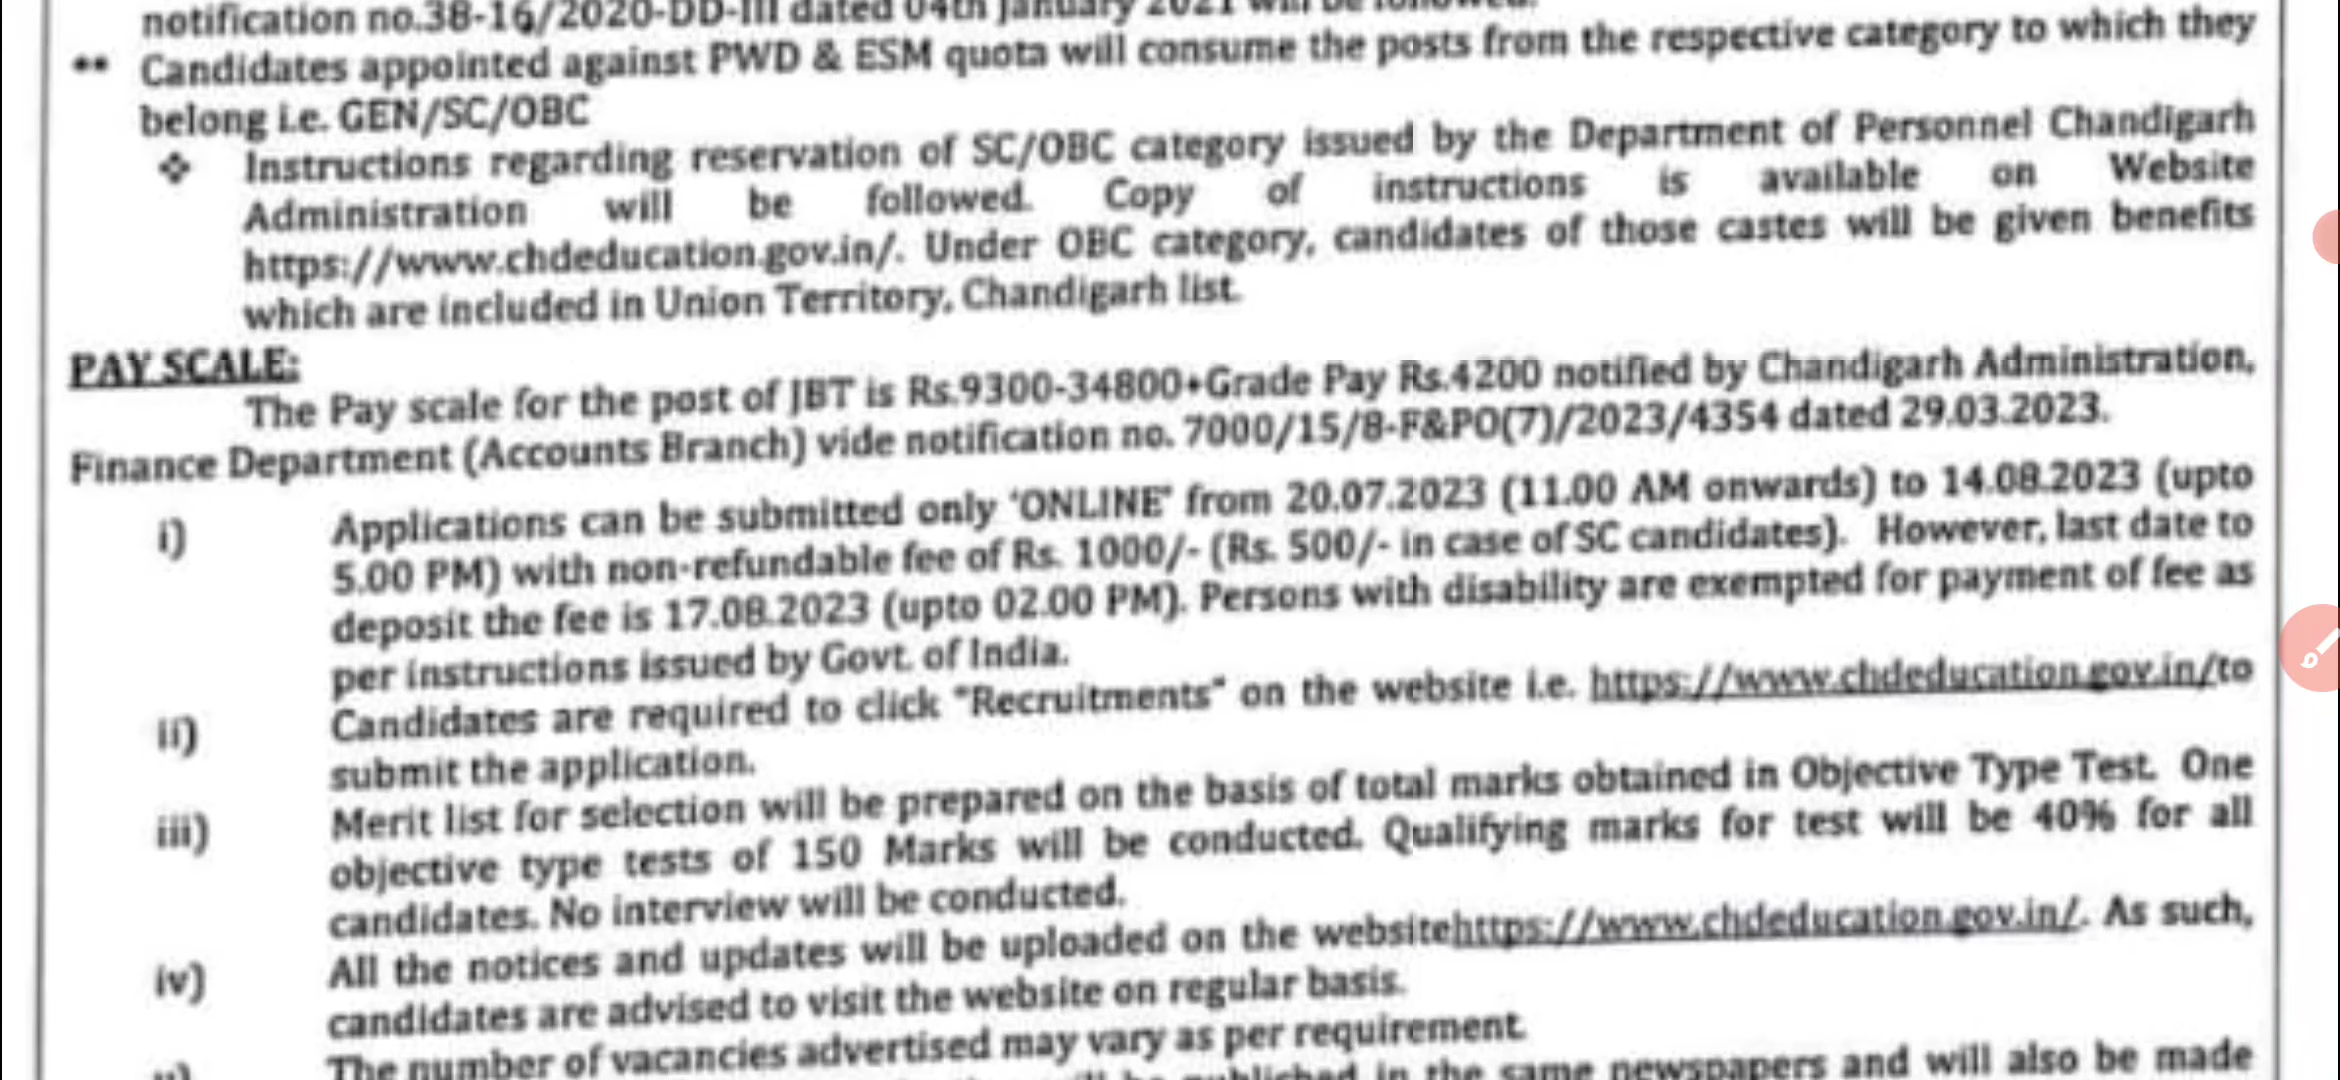 notification no.38-16/2020-DD-III dated 04th January 2021 will be followed.
** Candidates appointed against PWD & ESM quota will consume the posts from the respective category to which they
belong i.e. GEN/SC/OBC
❖ Instructions regarding reservation of SC/OBC category issued by the Department of Personnel Chandigarh
Administration will be followed. Copy of instructions is available on Website
https://www.chdeducation.gov.in/. Under OBC category, candidates of those castes will be given benefits
which are included in Union Territory, Chandigarh list.
PAY SCALE:
The Pay scale for the post of JBT is Rs.9300-34800+Grade Pay Rs.4200 notified by Chandigarh Administration,
Finance Department (Accounts Branch) vide notification no. 7000/15/8-F&PO(7)/2023/4354 dated 29.03.2023.
i) Applications can be submitted only 'ONLINE' from 20.07.2023 (11.00 AM onwards) to 14.08.2023 (upto
5.00 PM) with non-refundable fee of Rs. 1000/- (Rs. 500/- in case of SC candidates). However, last date to
deposit the fee is 17.08.2023 (upto 02.00 PM). Persons with disability are exempted for payment of fee as
per instructions issued by Govt. of India.
ii) Candidates are required to click "Recruitments" on the website i.e. https://www.chdeducation.gov.in/to
submit the application.
iii) Merit list for selection will be prepared on the basis of total marks obtained in Objective Type Test. One
objective type tests of 150 Marks will be conducted. Qualifying marks for test will be 40% for all
candidates. No interview will be conducted.
iv) All the notices and updates will be uploaded on the websitehttps://www.chdeducation.gov.in/. As such,
candidates are advised to visit the website on regular basis.
v) The number of vacancies advertised may vary as per requirement.
will be published in the same newspapers and will also be made